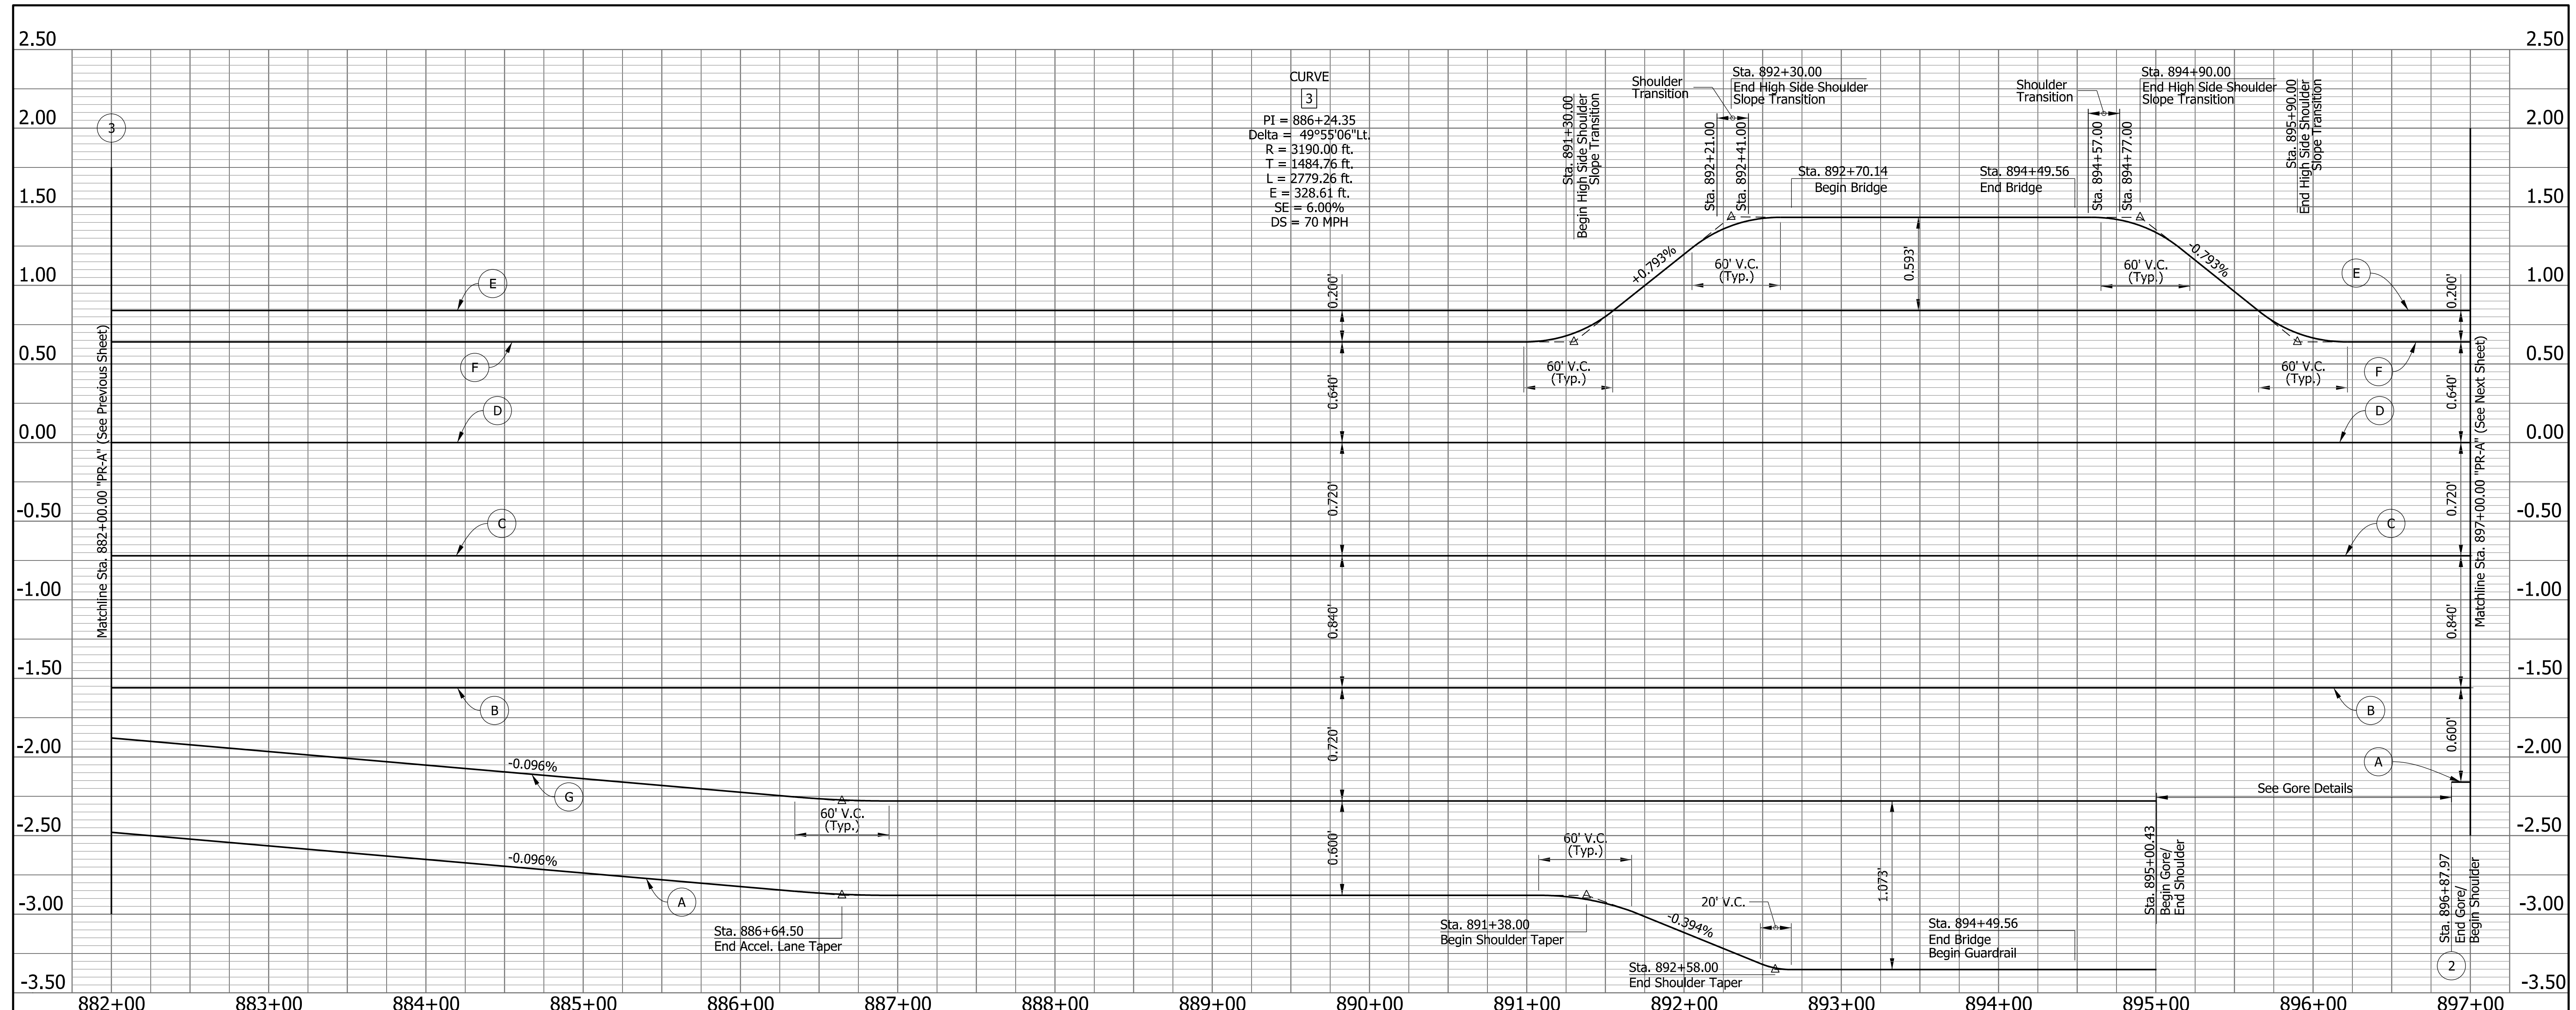 2.50
2.00
1.50
1.00
0.50
0.00
-0.50
-1.00
-1.50
-2.00
-2.50
-3.00
-3.50
3
Matchline Sta. 882+00.00 "PR-A" (See Previous Sheet)
E
F
D
C
B
-0.096%
G
-0.096%
A
60' V.C.
(Typ.)
Sta. 886+64.50
End Accel. Lane Taper
CURVE
3
PI = 886+24.35
Delta = 49°55'06"Lt.
R = 3190.00 ft.
T = 1484.76 ft.
L = 2779.26 ft.
E = 328.61 ft.
SE = 6.00%
DS = 70 MPH
0.200'
0.640'
0.720'
0.840'
0.720'
0.600'
Sta. 891+30.00
Begin High Side Shoulder
Slope Transition
Shoulder
Transition
Sta. 892+30.00
End High Side Shoulder
Slope Transition
Sta. 892+21.00
Sta. 892+41.00
Sta. 892+70.14
Begin Bridge
+0.793%
60' V.C.
(Typ.)
60' V.C.
(Typ.)
0.593'
Sta. 894+49.56
End Bridge
Shoulder
Transition
Sta. 894+90.00
End High Side Shoulder
Slope Transition
Sta. 894+57.00
Sta. 894+77.00
Sta. 895+90.00
End High Side Shoulder
Slope Transition
-0.793%
60' V.C.
(Typ.)
60' V.C.
(Typ.)
E
F
D
C
B
A
0.200'
0.640'
0.720'
0.840'
0.600'
Matchline Sta. 897+00.00 "PR-A" (See Next Sheet)
See Gore Details
60' V.C.
(Typ.)
Sta. 891+38.00
Begin Shoulder Taper
-0.394%
20' V.C.
Sta. 892+58.00
End Shoulder Taper
1.073'
Sta. 894+49.56
End Bridge
Begin Guardrail
Sta. 895+00.43
Begin Gore/
End Shoulder
Sta. 896+87.97
End Gore/
Begin Shoulder
2
2.50
2.00
1.50
1.00
0.50
0.00
-0.50
-1.00
-1.50
-2.00
-2.50
-3.00
-3.50
882+00 883+00 884+00 885+00 886+00 887+00 888+00 889+00 890+00 891+00 892+00 893+00 894+00 895+00 896+00 897+00